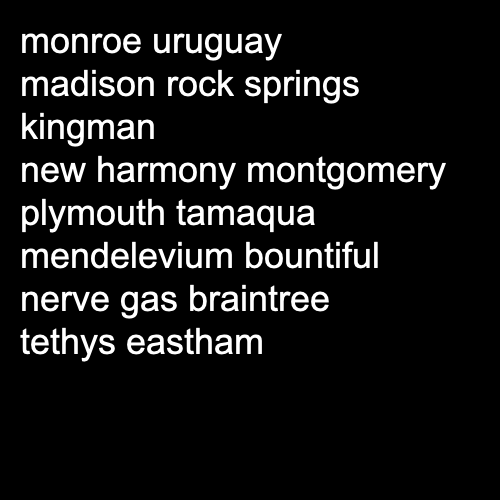 monroe uruguay
madison rock springs
kingman
new harmony montgomery
plymouth tamaqua
mendelevium bountiful
nerve gas braintree
tethys eastham